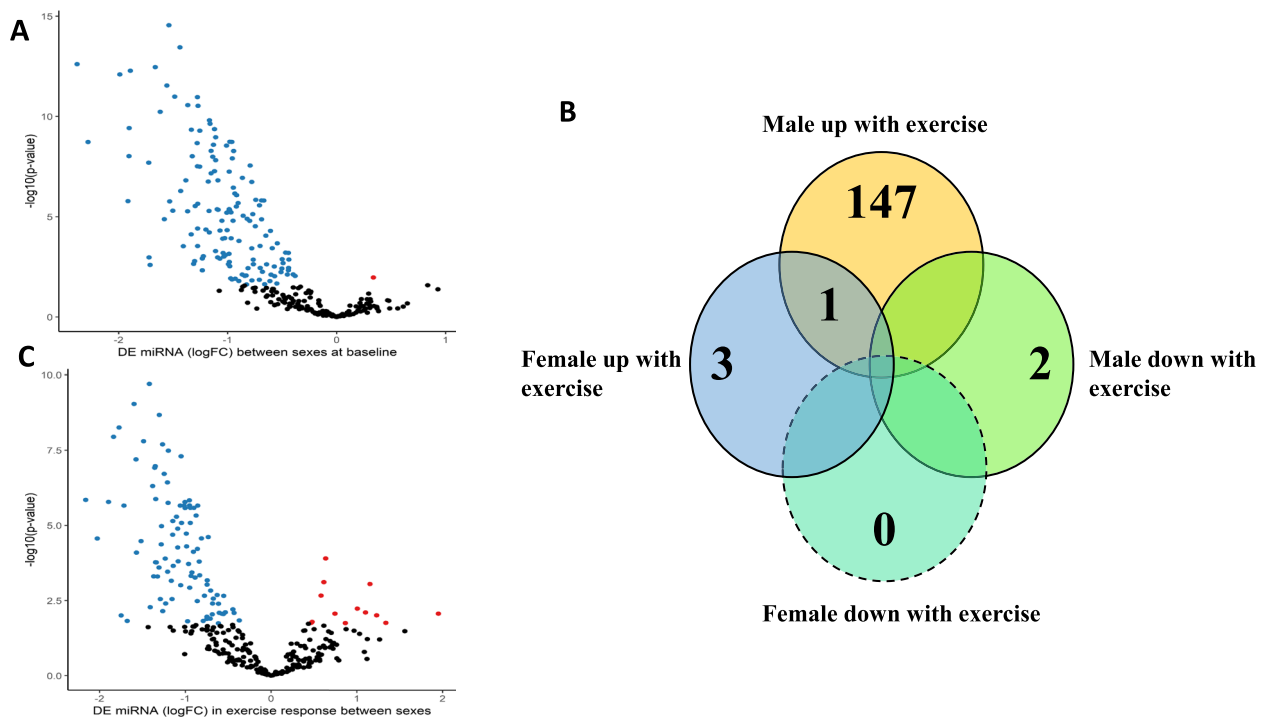 A
15
10
5
0
-log10(p-value)
-2
-1
0
1
DE miRNA (logFC) between sexes at baseline
B
Male up with exercise
147
1
Female up with
exercise
3
2
Male down with
exercise
0
Female down with exercise
C
10.0
7.5
5.0
2.5
0.0
-log10(p-value)
-2
-1
0
1
2
DE miRNA (logFC) in exercise response between sexes